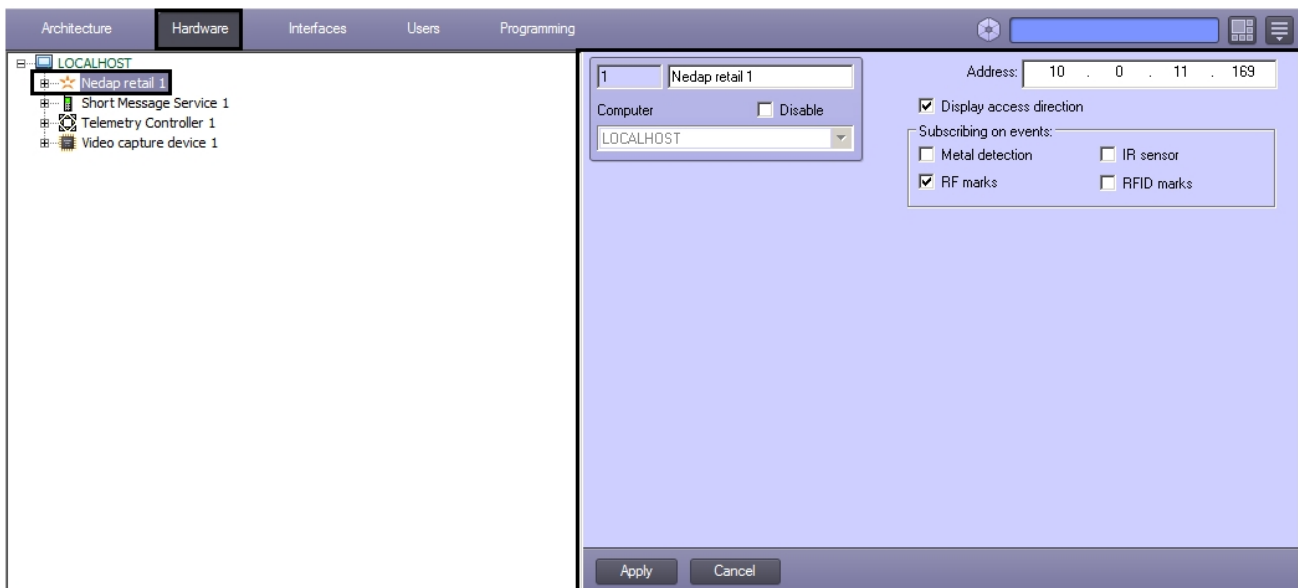 Architecture Hardware Interfaces Users Programming
LOCALHOST
Nedap retail 1
Short Message Service 1
Telemetry Controller 1
Video capture device 1
1 Nedap retail 1
Computer Disable
LOCALHOST
Address: 10 . 0 . 11 . 169
Display access direction
Subscribing on events:
Metal detection IR sensor
RF marks RFID marks
Apply Cancel